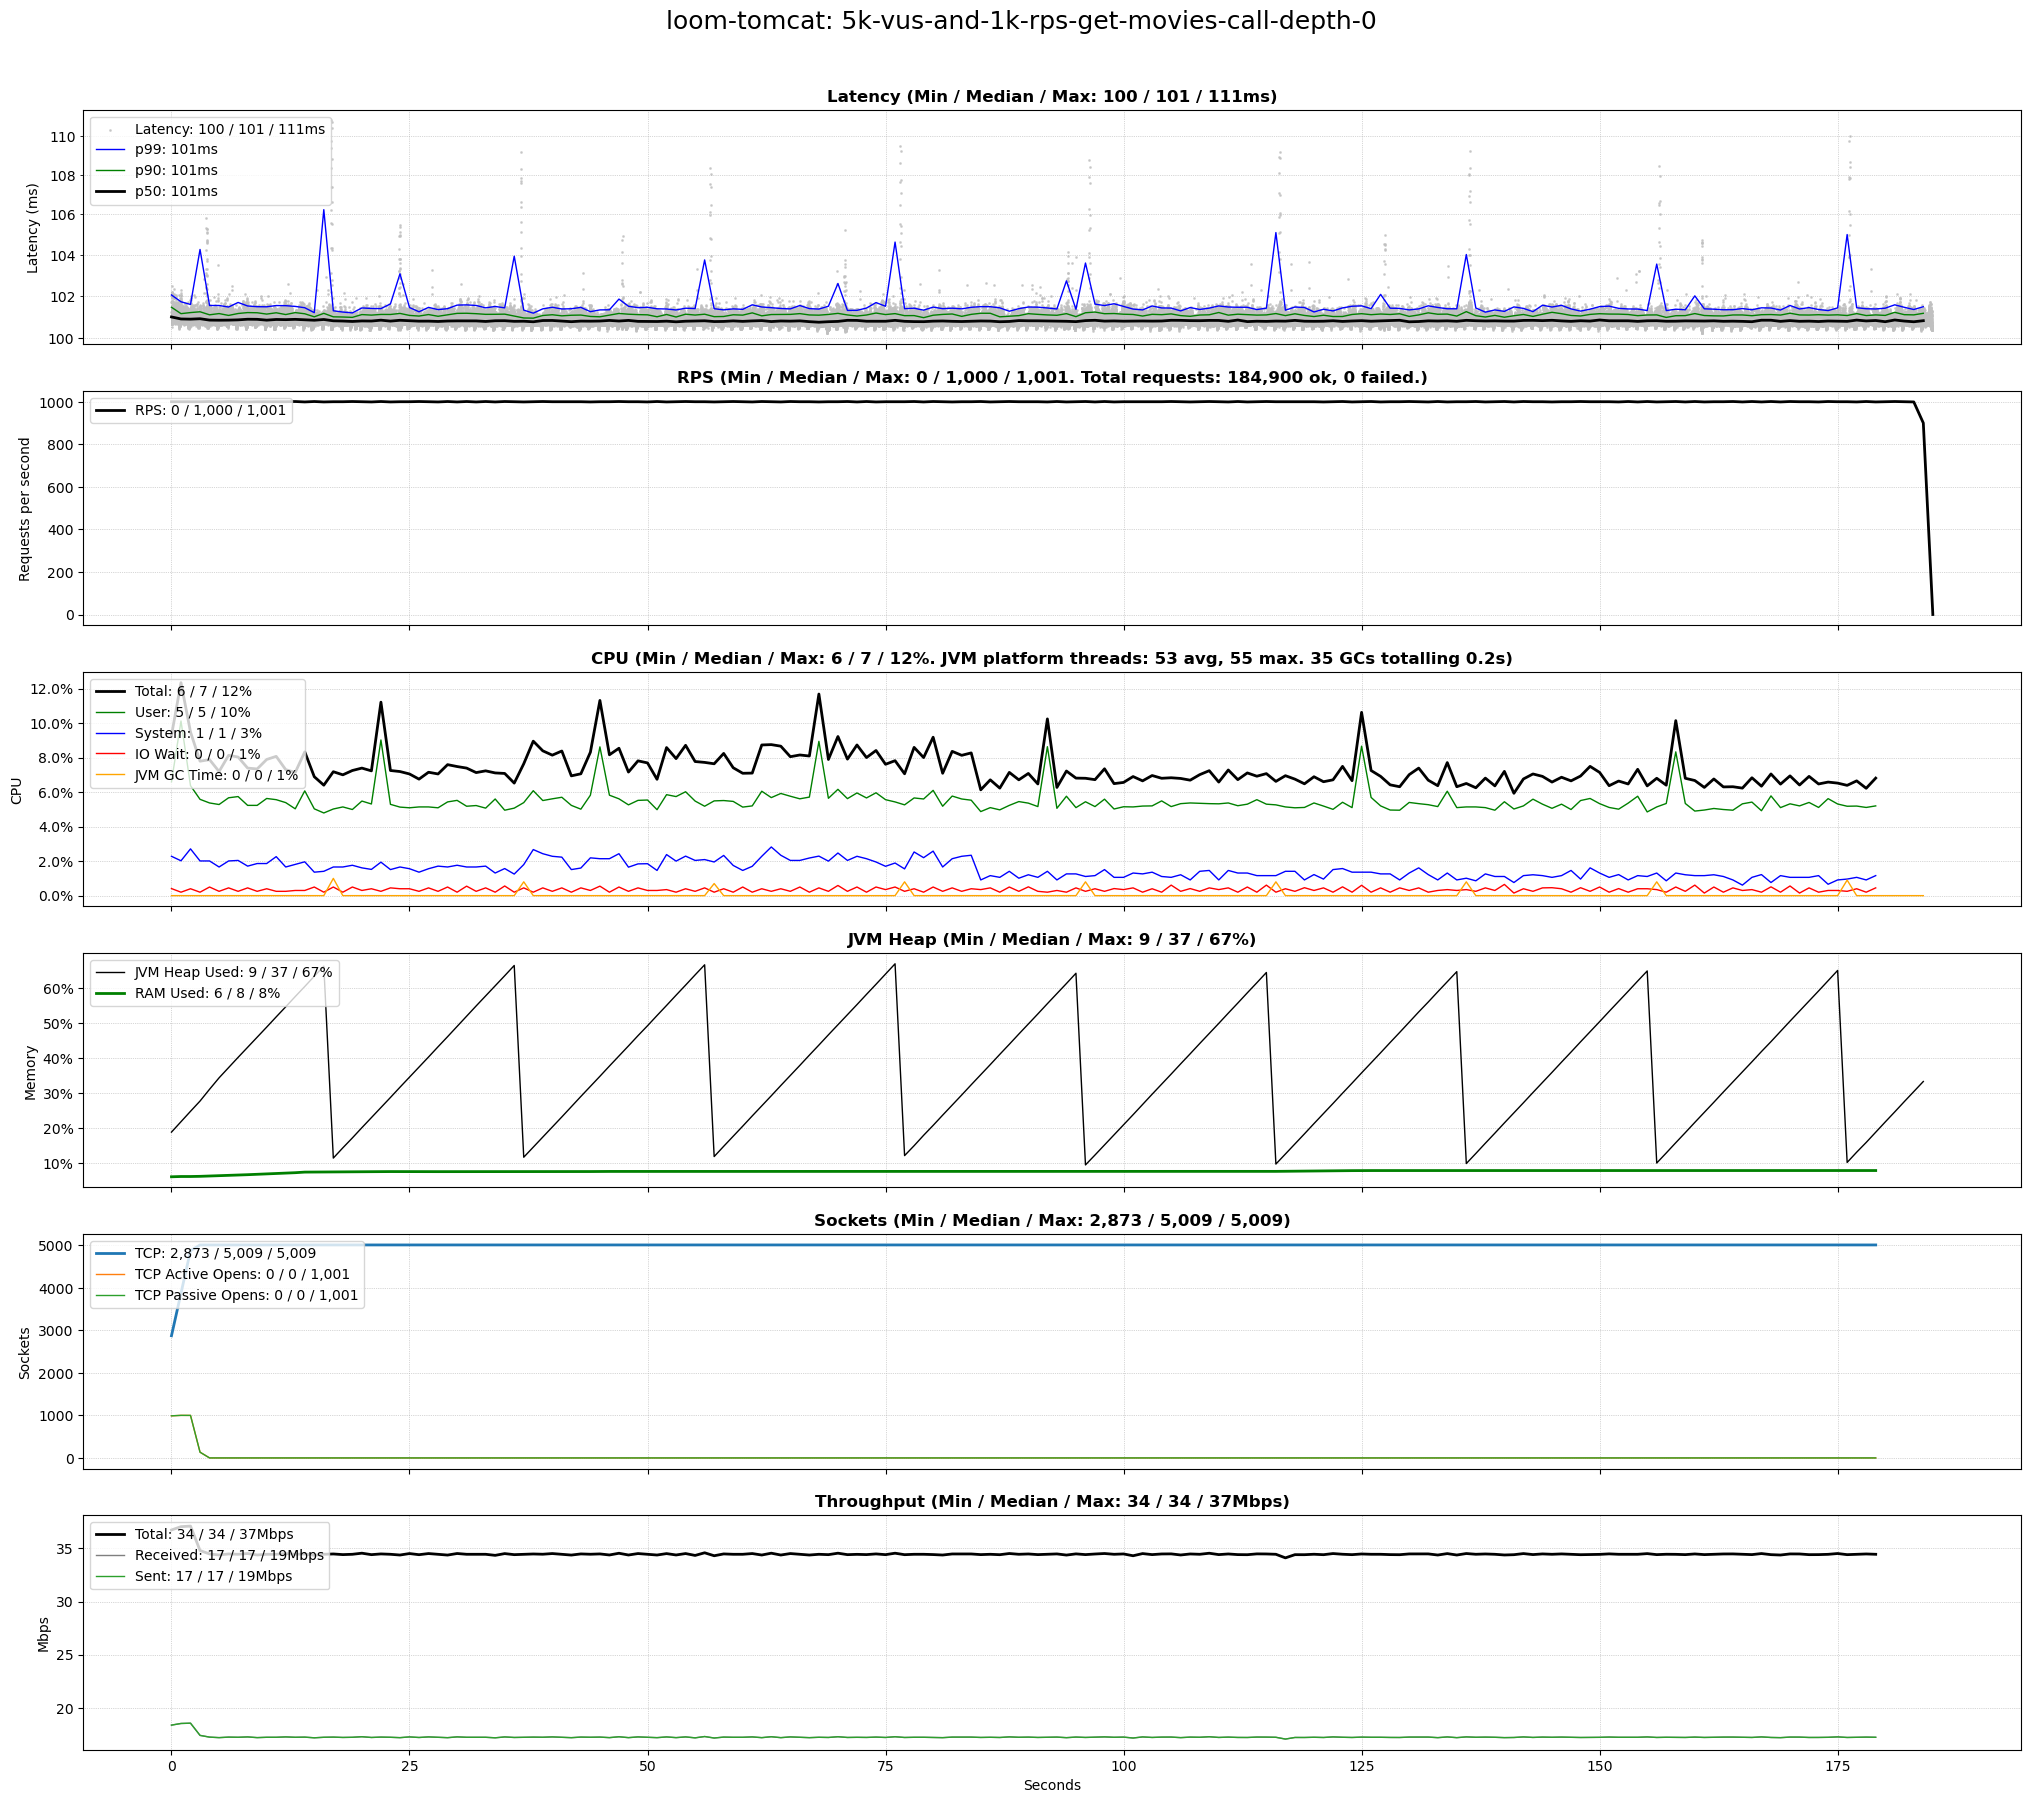 loom-tomcat: 5k-vus-and-1k-rps-get-movies-call-depth-0
Latency (Min / Median / Max: 100 / 101 / 111ms)
Latency: 100 / 101 / 111ms
p99: 101ms
p90: 101ms
p50: 101ms
Latency (ms)
110
108
106
104
102
100
RPS (Min / Median / Max: 0 / 1,000 / 1,001. Total requests: 184,900 ok, 0 failed.)
RPS: 0 / 1,000 / 1,001
Requests per second
1000
800
600
400
200
0
CPU (Min / Median / Max: 6 / 7 / 12%. JVM platform threads: 53 avg, 55 max. 35 GCs totalling 0.2s)
Total: 6 / 7 / 12%
User: 5 / 5 / 10%
System: 1 / 1 / 3%
IO Wait: 0 / 0 / 1%
JVM GC Time: 0 / 0 / 1%
CPU
12.0%
10.0%
8.0%
6.0%
4.0%
2.0%
0.0%
JVM Heap (Min / Median / Max: 9 / 37 / 67%)
JVM Heap Used: 9 / 37 / 67%
RAM Used: 6 / 8 / 8%
Memory
60%
50%
40%
30%
20%
10%
Sockets (Min / Median / Max: 2,873 / 5,009 / 5,009)
TCP: 2,873 / 5,009 / 5,009
TCP Active Opens: 0 / 0 / 1,001
TCP Passive Opens: 0 / 0 / 1,001
Sockets
5000
4000
3000
2000
1000
0
Throughput (Min / Median / Max: 34 / 34 / 37Mbps)
Total: 34 / 34 / 37Mbps
Received: 17 / 17 / 19Mbps
Sent: 17 / 17 / 19Mbps
Mbps
35
30
25
20
0 25 50 75 100 125 150 175
Seconds